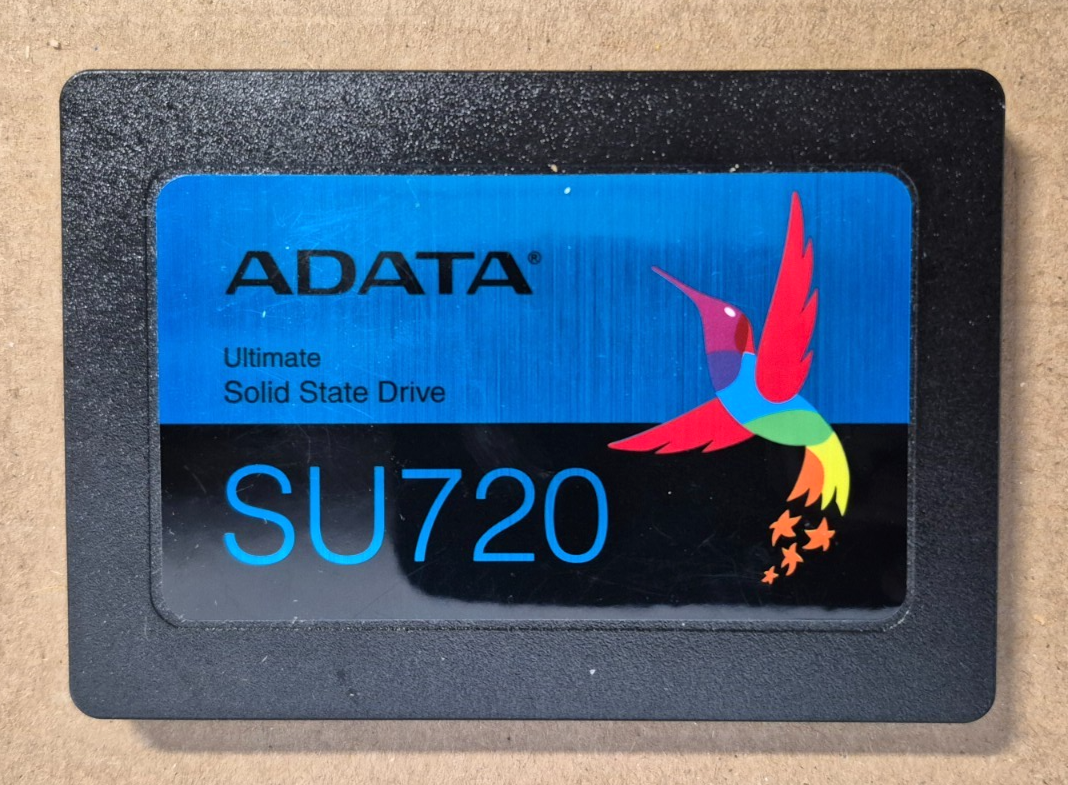 ADATA®
Ultimate
Solid State Drive
SU720